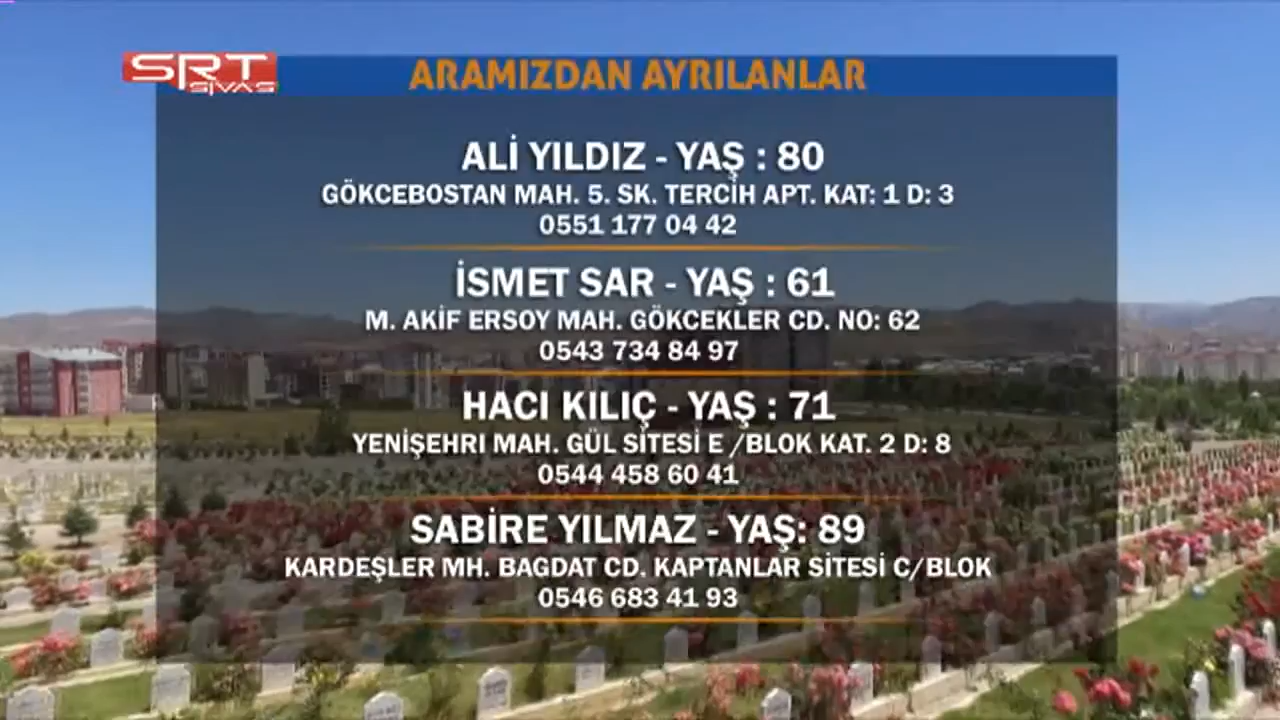 SRT
SİVAS
ARAMIZDAN AYRILANLAR
ALİ YILDIZ - YAŞ : 80
GÖKCEBOSTAN MAH. 5. SK. TERCİH APT. KAT: 1 D: 3
0551 177 04 42
İSMET SAR - YAŞ : 61
M. AKİF ERSOY MAH. GÖKCEKLER CD. NO: 62
0543 734 84 97
HACI KILIÇ - YAŞ : 71
YENİŞEHRI MAH. GÜL SİTESİ E /BLOK KAT. 2 D: 8
0544 458 60 41
SABİRE YILMAZ - YAŞ: 89
KARDEŞLER MH. BAGDAT CD. KAPTANLAR SİTESİ C/BLOK
0546 683 41 93